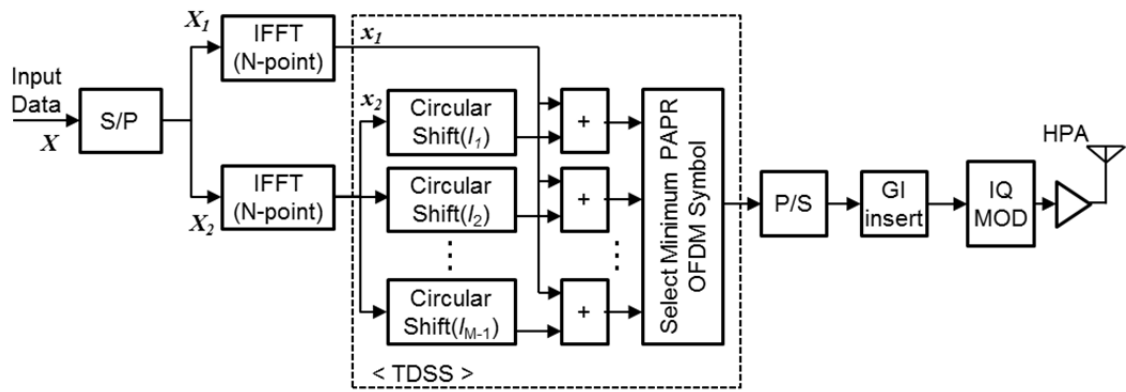 Input
Data
X
S/P
X1
IFFT
(N-point)
X2
IFFT
(N-point)
x1
x2
Circular
Shift(l1)
Circular
Shift(l2)
Circular
Shift(lM-1)
+
+
+
Select Minimum PAPR
OFDM Symbol
< TDSS >
P/S
GI
insert
IQ
MOD
HPA